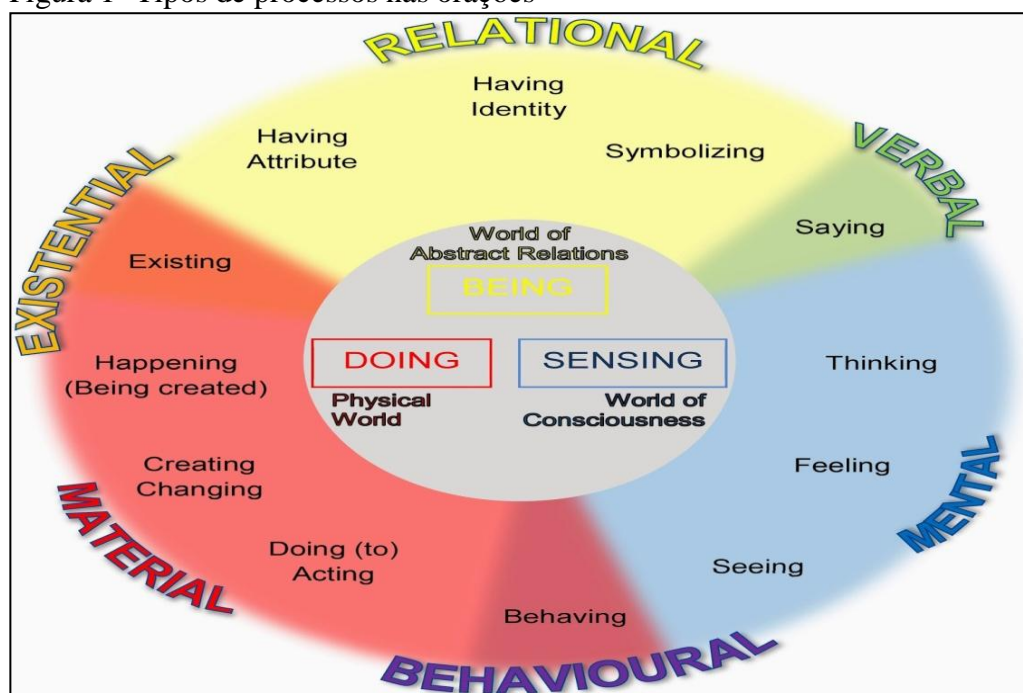 Figura 1- Tipos de processos nas orações
RELATIONAL
Having
Identity
Having
Attribute
Symbolizing
VERBAL
Saying
EXISTENTIAL
Existing
World of
Abstract Relations
BEING
DOING
Physical
World
SENSING
World of
Consciousness
Happening
(Being created)
Thinking
Creating
Changing
Feeling
MENTAL
MATERIAL
Doing (to)
Acting
Seeing
Behaving
BEHAVIOURAL